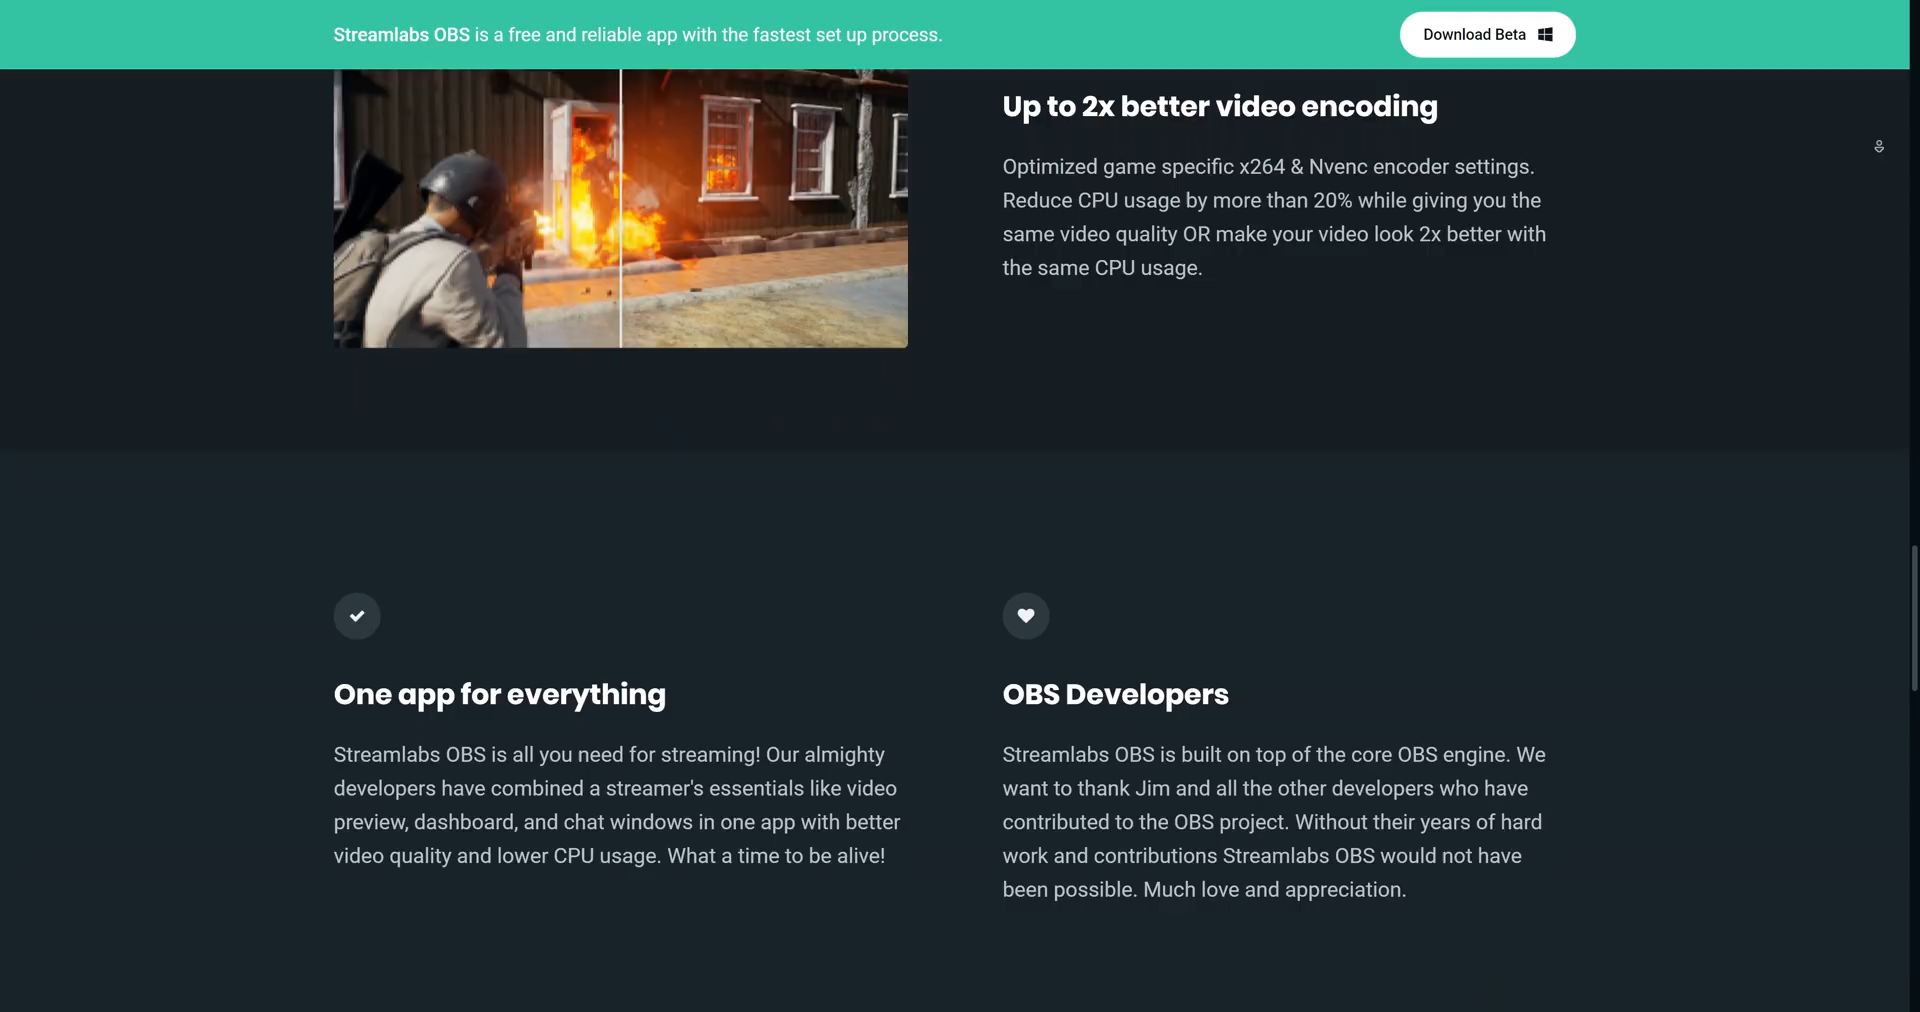 Streamlabs OBS is a free and reliable app with the fastest set up process.
Download Beta
Up to 2x better video encoding
Optimized game specific x264 & Nvenc encoder settings.
Reduce CPU usage by more than 20% while giving you the
same video quality OR make your video look 2x better with
the same CPU usage.
One app for everything
Streamlabs OBS is all you need for streaming! Our almighty
developers have combined a streamer's essentials like video
preview, dashboard, and chat windows in one app with better
video quality and lower CPU usage. What a time to be alive!
OBS Developers
Streamlabs OBS is built on top of the core OBS engine. We
want to thank Jim and all the other developers who have
contributed to the OBS project. Without their years of hard
work and contributions Streamlabs OBS would not have
been possible. Much love and appreciation.